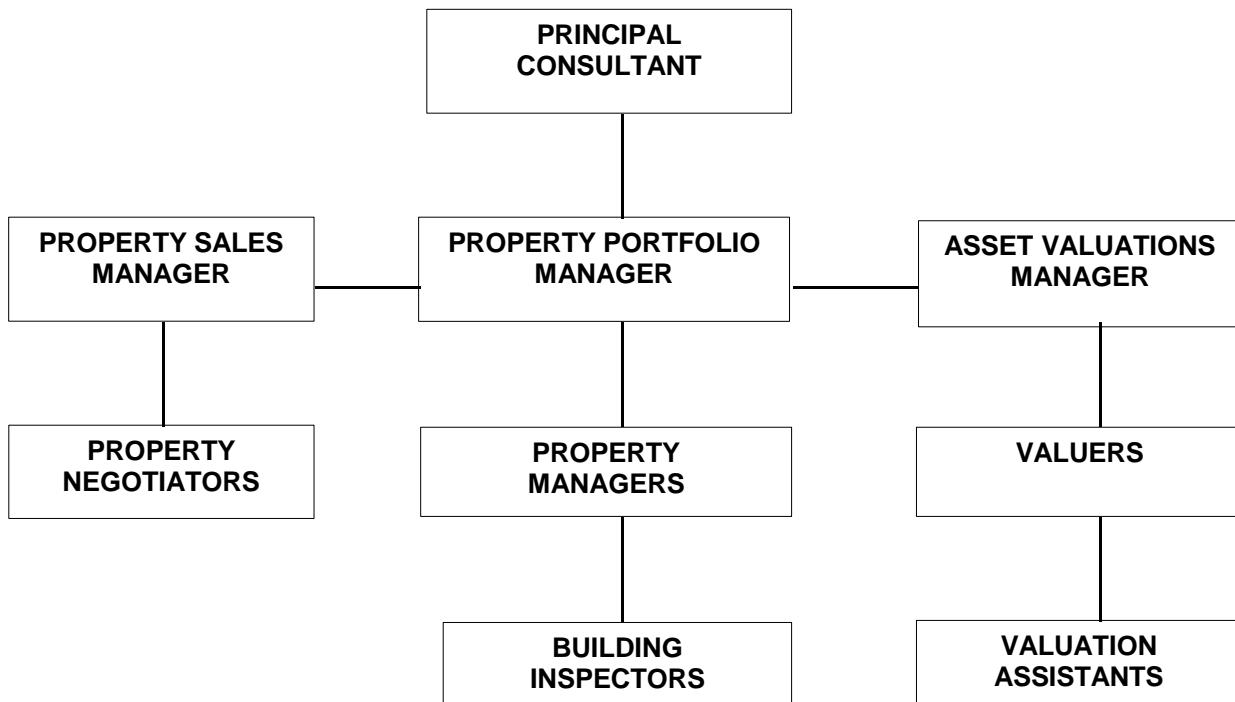 PRINCIPAL
CONSULTANT
PROPERTY SALES
MANAGER
PROPERTY PORTFOLIO
MANAGER
ASSET VALUATIONS
MANAGER
PROPERTY
NEGOTIATORS
PROPERTY
MANAGERS
VALUERS
BUILDING
INSPECTORS
VALUATION
ASSISTANTS